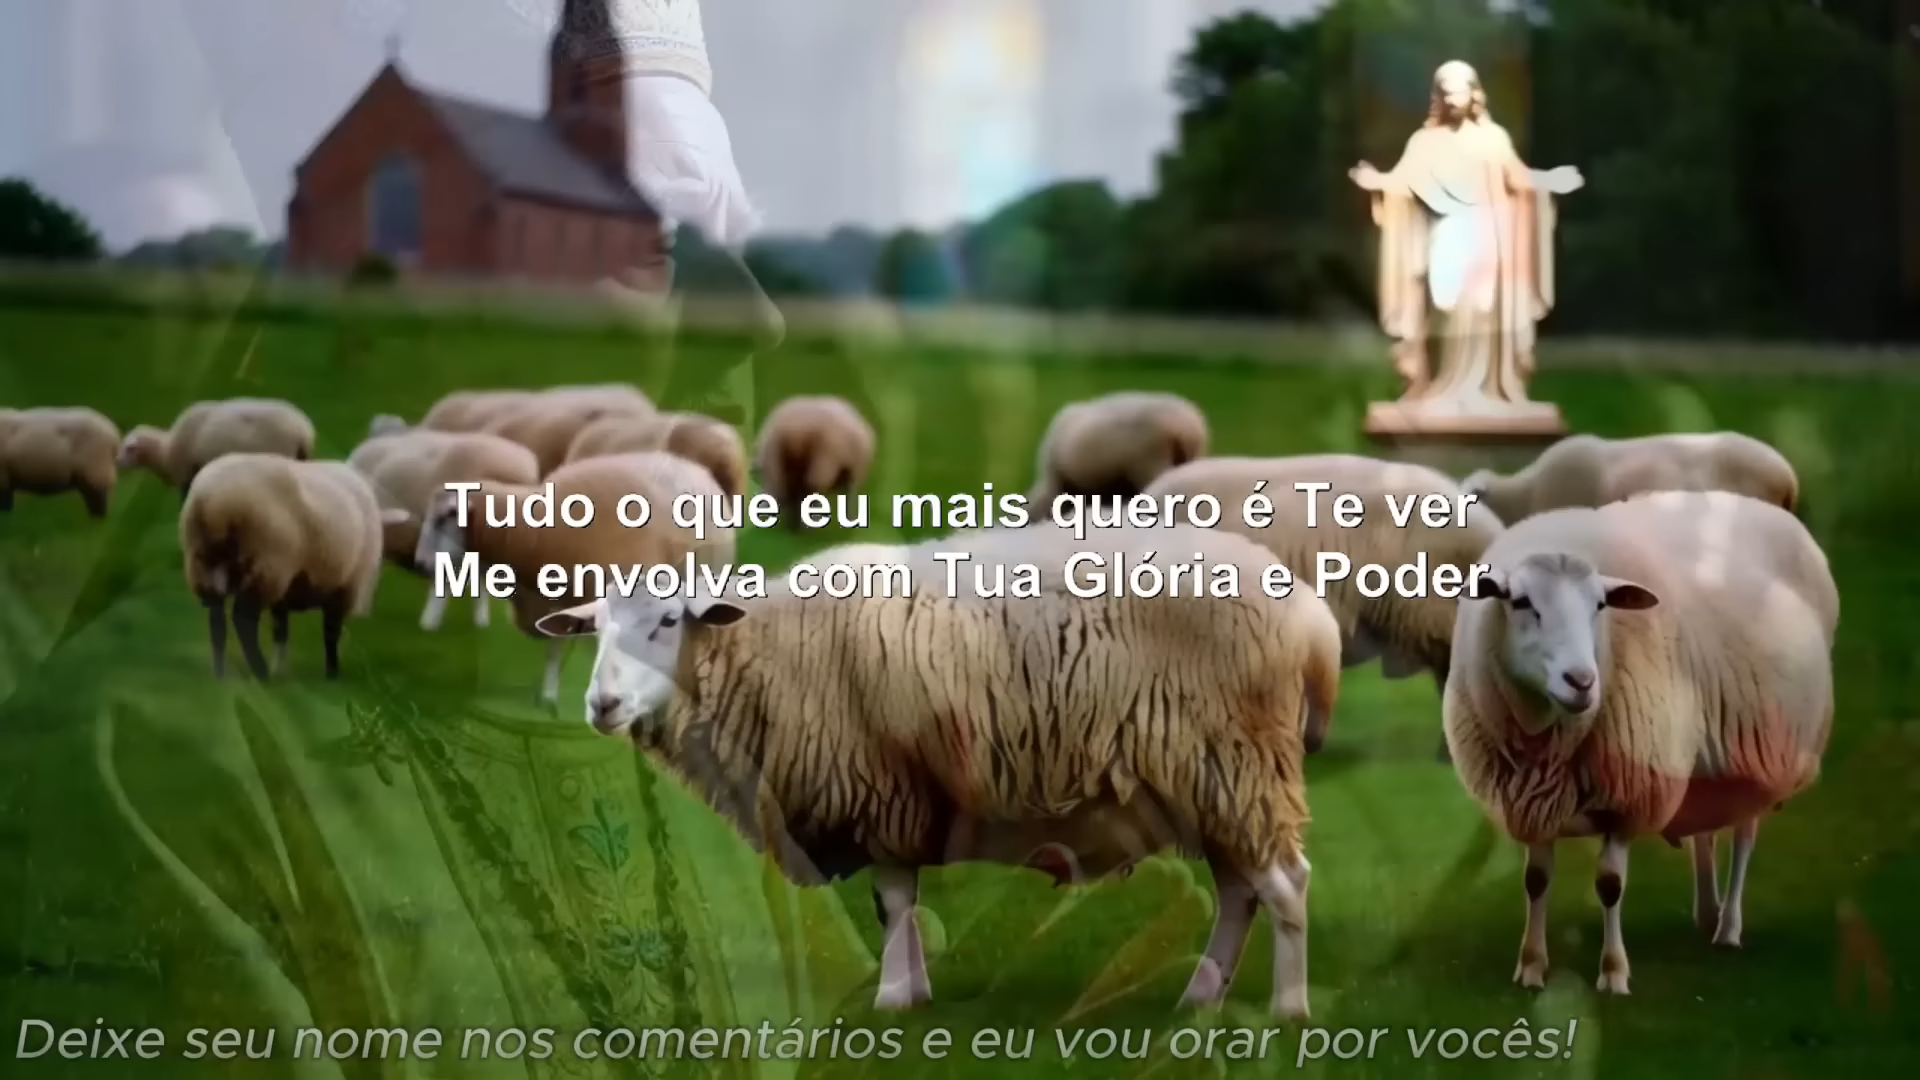 Tudo o que eu mais quero é Te ver
Me envolva com Tua Glória e Poder
Deixe seu nome nos comentários e eu vou orar por vocês!